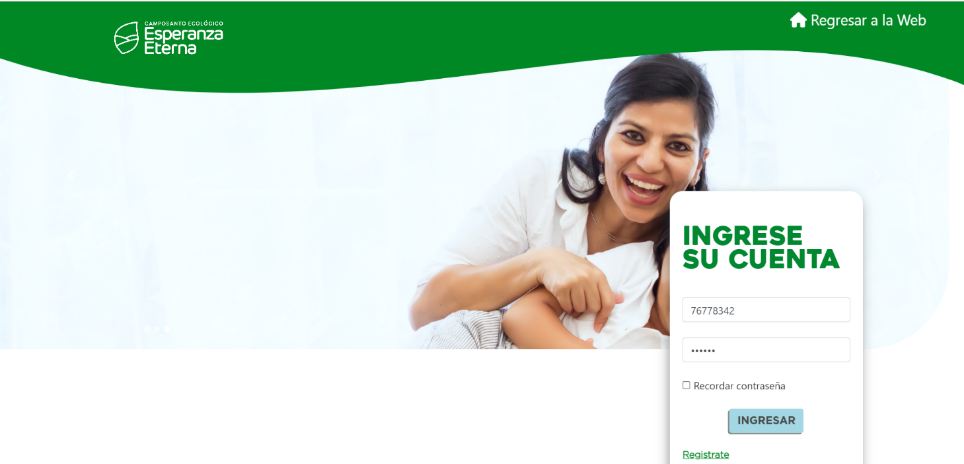 CAMPOSANTO ECOLÓGICO
Esperanza
Eterna
Regresar a la Web
INGRESE
SU CUENTA
76778342
••••••
Recordar contraseña
INGRESAR
Registrate